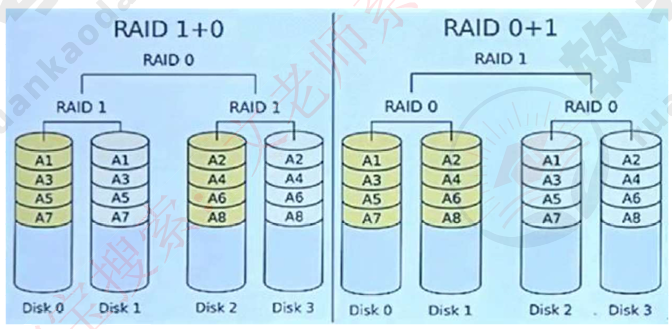 RAID 1+0
RAID 0
RAID 1 RAID 1
A1 A1 A2 A2
A3 A3 A4 A4
A5 A5 A6 A6
A7 A7 A8 A8
Disk 0 Disk 1 Disk 2 Disk 3
RAID 0+1
RAID 1
RAID 0 RAID 0
A1 A2 A1 A2
A3 A4 A3 A4
A5 A6 A5 A6
A7 A8 A7 A8
Disk 0 Disk 1 Disk 2 Disk 3